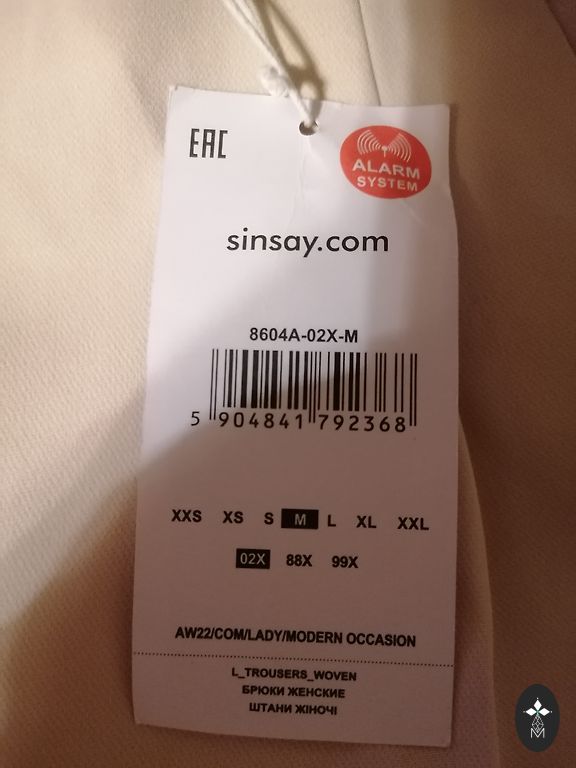 EAC
ALARM
SYSTEM
sinsay.com
8604A-02X-M
5 904841 792368
XXS XS S M L XL XXL
02X 88X 99X
AW22/COM/LADY/MODERN OCCASION
L_TROUSERS_WOVEN
БРЮКИ ЖЕНСКИЕ
ШТАНИ ЖІНОЧІ
M